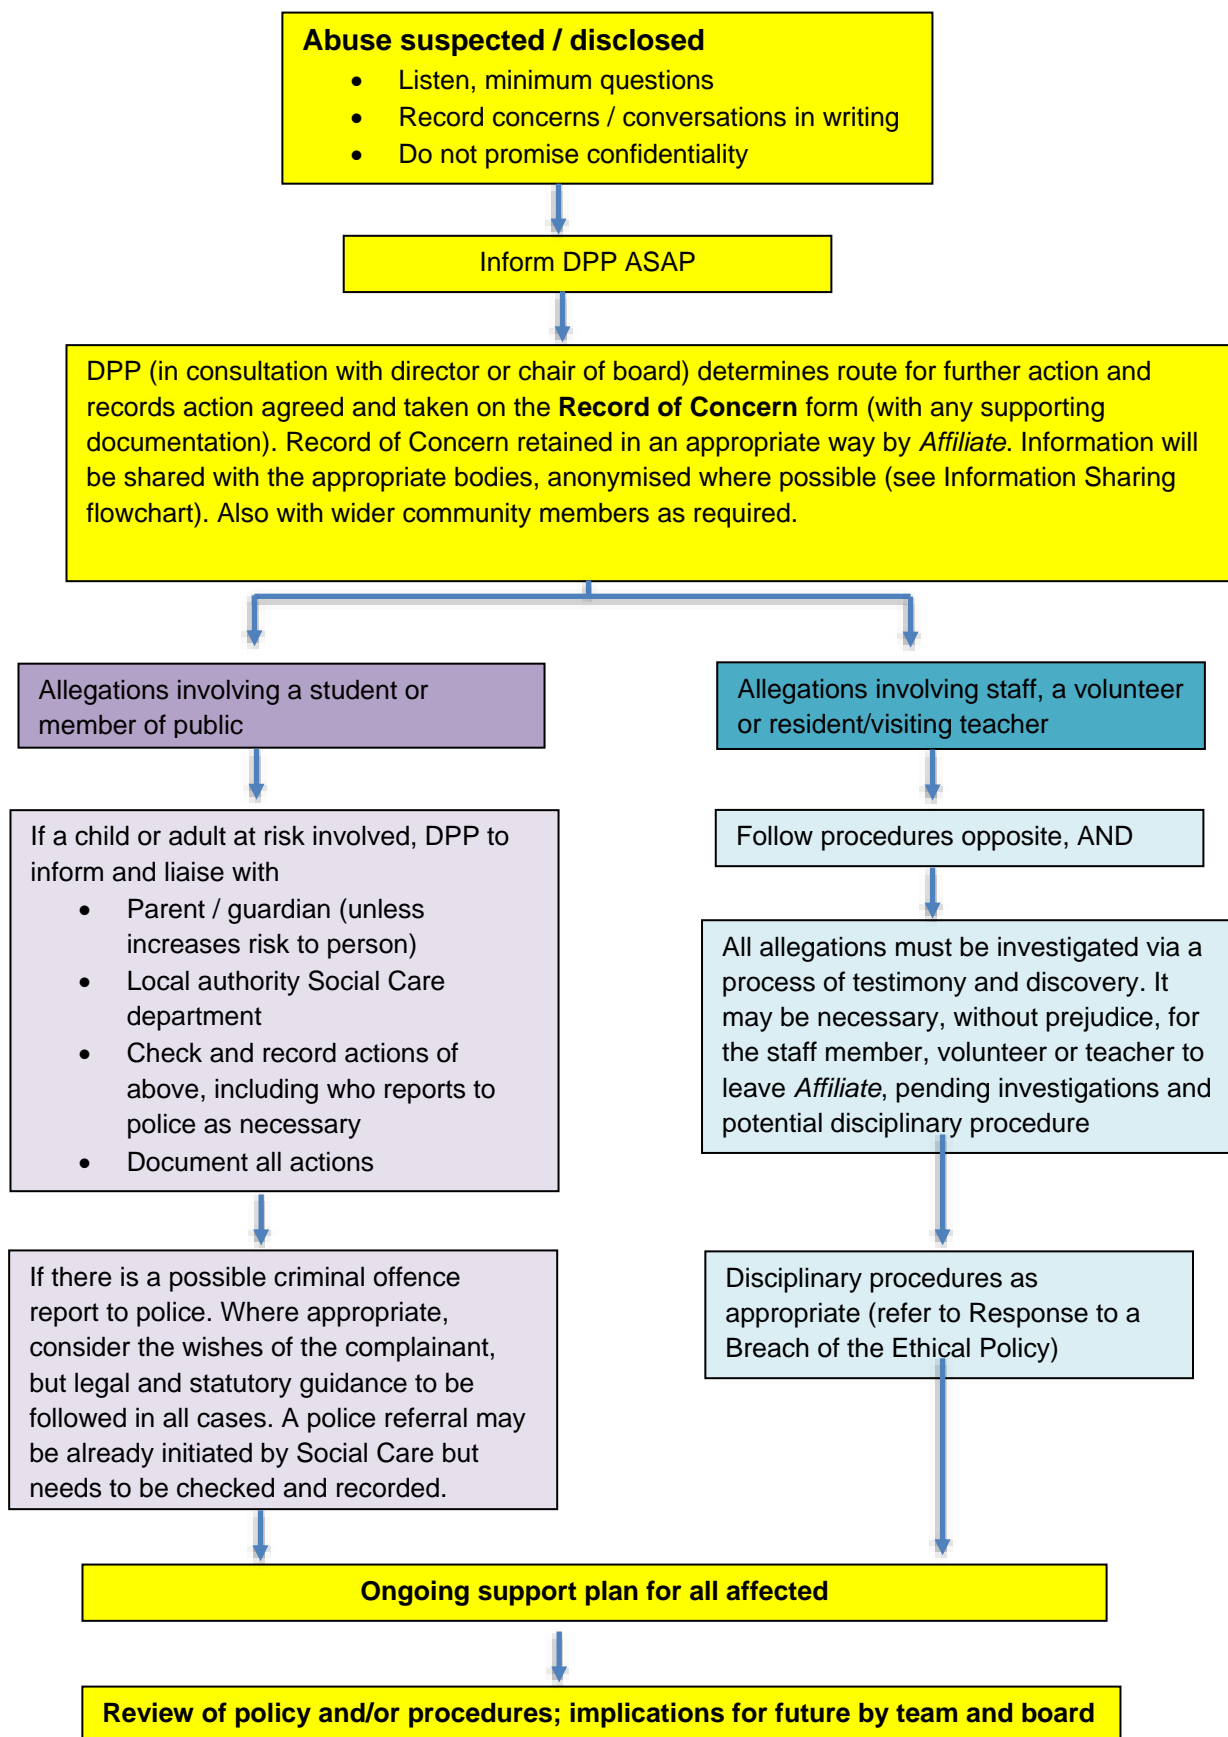 Abuse suspected / disclosed
• Listen, minimum questions
• Record concerns / conversations in writing
• Do not promise confidentiality
Inform DPP ASAP
DPP (in consultation with director or chair of board) determines route for further action and
records action agreed and taken on the Record of Concern form (with any supporting
documentation). Record of Concern retained in an appropriate way by Affiliate. Information will
be shared with the appropriate bodies, anonymised where possible (see Information Sharing
flowchart). Also with wider community members as required.
Allegations involving a student or
member of public
If a child or adult at risk involved, DPP to
inform and liaise with
• Parent / guardian (unless
increases risk to person)
• Local authority Social Care
department
• Check and record actions of
above, including who reports to
police as necessary
• Document all actions
If there is a possible criminal offence
report to police. Where appropriate,
consider the wishes of the complainant,
but legal and statutory guidance to be
followed in all cases. A police referral may
be already initiated by Social Care but
needs to be checked and recorded.
Allegations involving staff, a volunteer
or resident/visiting teacher
Follow procedures opposite, AND
All allegations must be investigated via a
process of testimony and discovery. It
may be necessary, without prejudice, for
the staff member, volunteer or teacher to
leave Affiliate, pending investigations and
potential disciplinary procedure
Disciplinary procedures as
appropriate (refer to Response to a
Breach of the Ethical Policy)
Ongoing support plan for all affected
Review of policy and/or procedures; implications for future by team and board